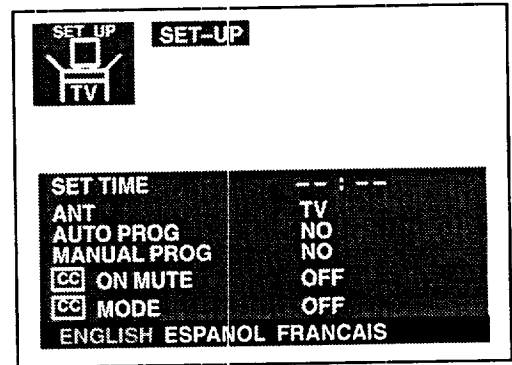 SET UP
SET-UP
TV
SET TIME --:--
ANT TV
AUTO PROG NO
MANUAL PROG NO
CC ON MUTE OFF
CC MODE OFF
ENGLISH ESPANOL FRANCAIS